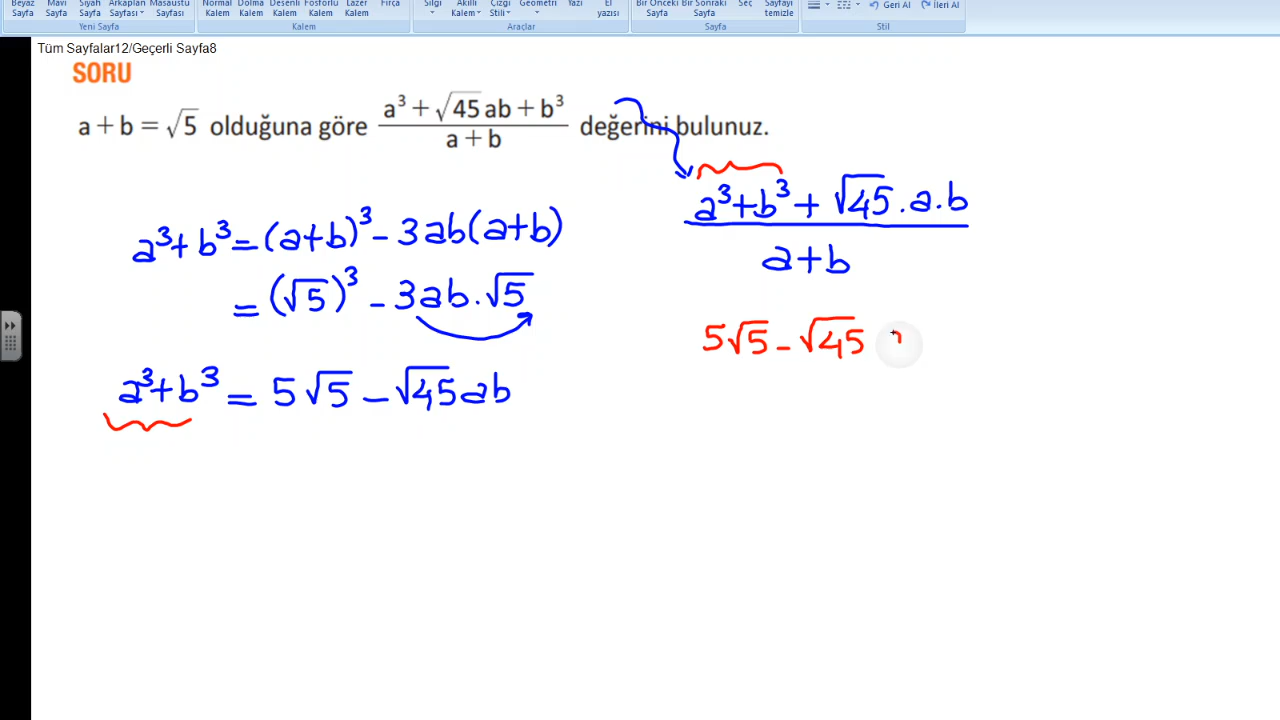 Beyaz Sayfa Mavi Sayfa Siyah Sayfa Arkaplan Sayfası Masaüstü Sayfası Normal Kalem Dolma Kalem Desenli Kalem Fosforlu Kalem Lazer Kalem Fırça Silgi Akıllı Kalem Çizgi Stili Geometri Yazı El yazısı Bir Önceki Sayfa Bir Sonraki Sayfa Seç Sayfayı temizle Geri Al İleri Al
Yeni Sayfa Kalem Araçlar Sayfa Stil
Tüm Sayfalar12/Geçerli Sayfa8
SORU
a + b = √5 olduğuna göre (a³ + √45 ab + b³)/(a + b) değerini bulunuz.
a³+b³ = (a+b)³ - 3ab(a+b)
= (√5)³ - 3ab.√5
a³+b³ = 5√5 - √45 ab
a³+b³ + √45 . a.b
a+b
5√5 - √45